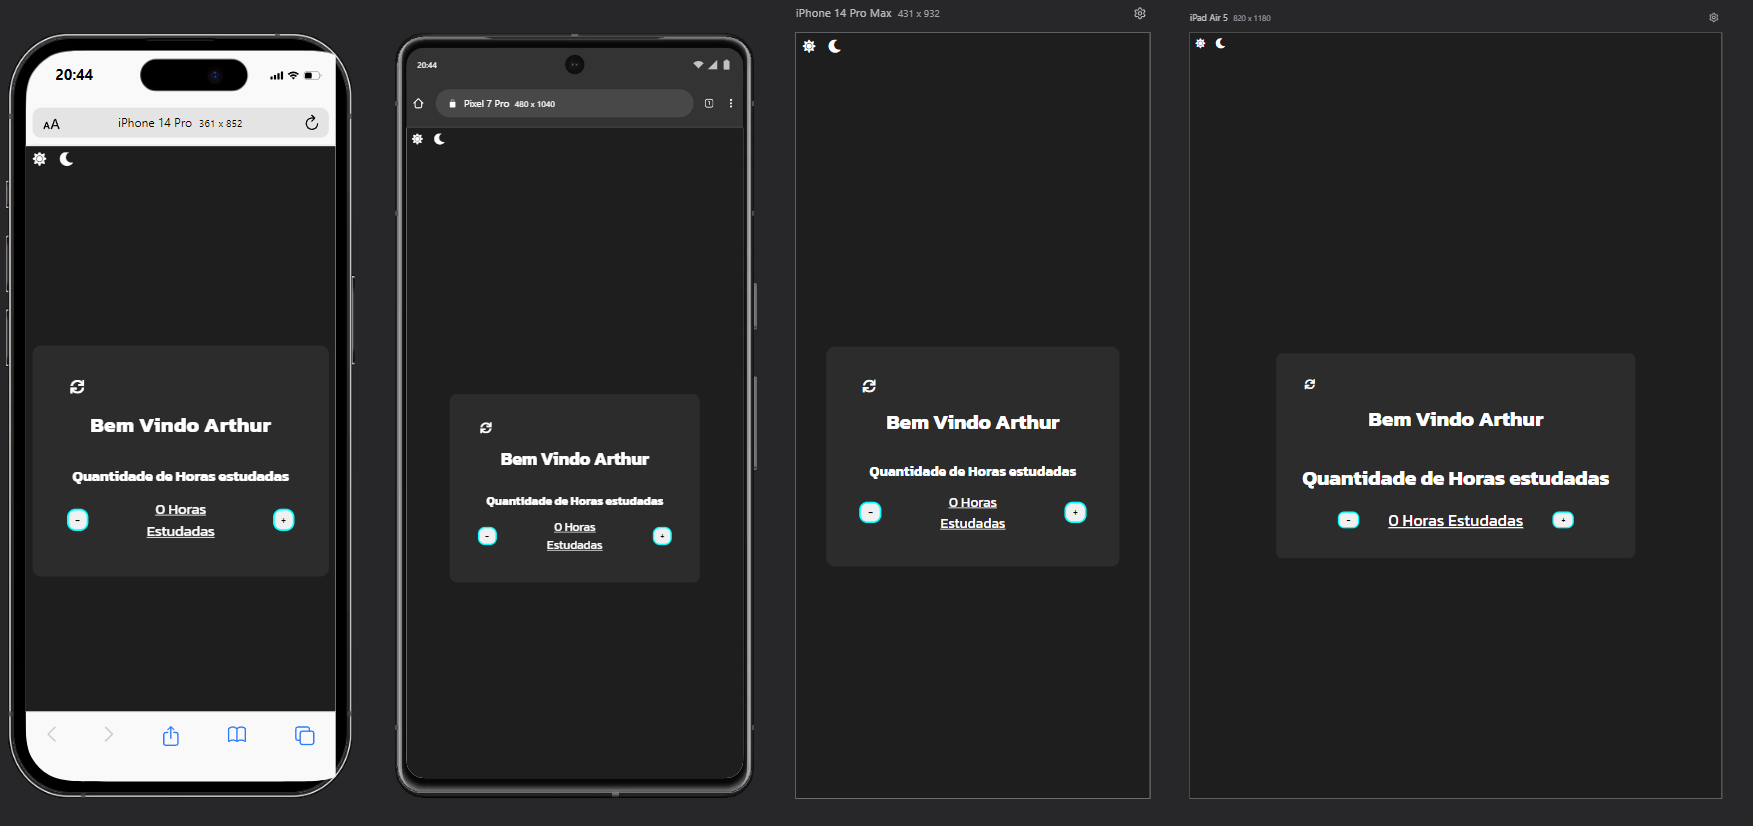 20:44
AA iPhone 14 Pro 361 x 852
Bem Vindo Arthur
Quantidade de Horas estudadas
- 0 Horas +
Estudadas
20:44
Pixel 7 Pro 480 x 1040 1
Bem Vindo Arthur
Quantidade de Horas estudadas
- 0 Horas +
Estudadas
iPhone 14 Pro Max 431 x 932
Bem Vindo Arthur
Quantidade de Horas estudadas
- 0 Horas +
Estudadas
iPad Air 5 820 x 1180
Bem Vindo Arthur
Quantidade de Horas estudadas
- 0 Horas Estudadas +